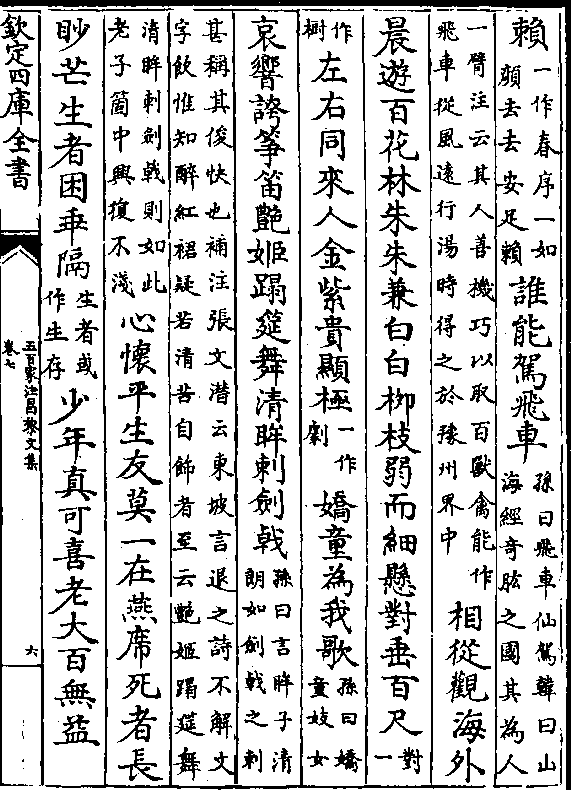 賴一作春序一如頗去去安足賴誰能駕飛車孫曰飛車仙駕韓曰山海經奇肱之國其為人
一臂注云其人善機巧以取百獸禽能作飛車從風遠行湯時得之於豫州界中相從觀海外
晨遊百花林朱朱兼白白栁枝弱而細懸對垂百尺對一
作樹左右同來人金紫貴顯極一作劇嬌童為我歌孫曰嬌童妓女
哀響誇筝笛艶姬蹋筵舞清眸刺劍戟孫曰言眸子清朗如劍戟之刺
甚稱其俊快也補注張文潛云東坡言退之詩不解文字飲惟知醉紅裙疑若清苦自飾者至云艶姬蹋筵舞
清眸刺劍戟則如此老子箇中興復不淺心懷平生友莫一在燕席死者長
眇芒生者困乖隔生者或作生存少年真可喜老大百無益
欽定四庫全書
五百家注昌黎文集
卷七
六